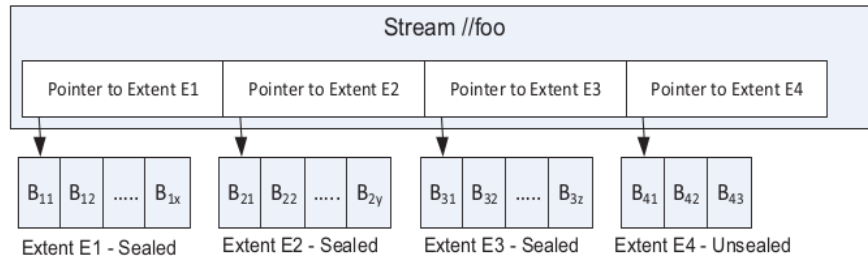 Stream //foo
Pointer to Extent E1 Pointer to Extent E2 Pointer to Extent E3 Pointer to Extent E4
B11 B12 ..... B1x B21 B22 ..... B2y B31 B32 ..... B3z B41 B42 B43
Extent E1 - Sealed Extent E2 - Sealed Extent E3 - Sealed Extent E4 - Unsealed